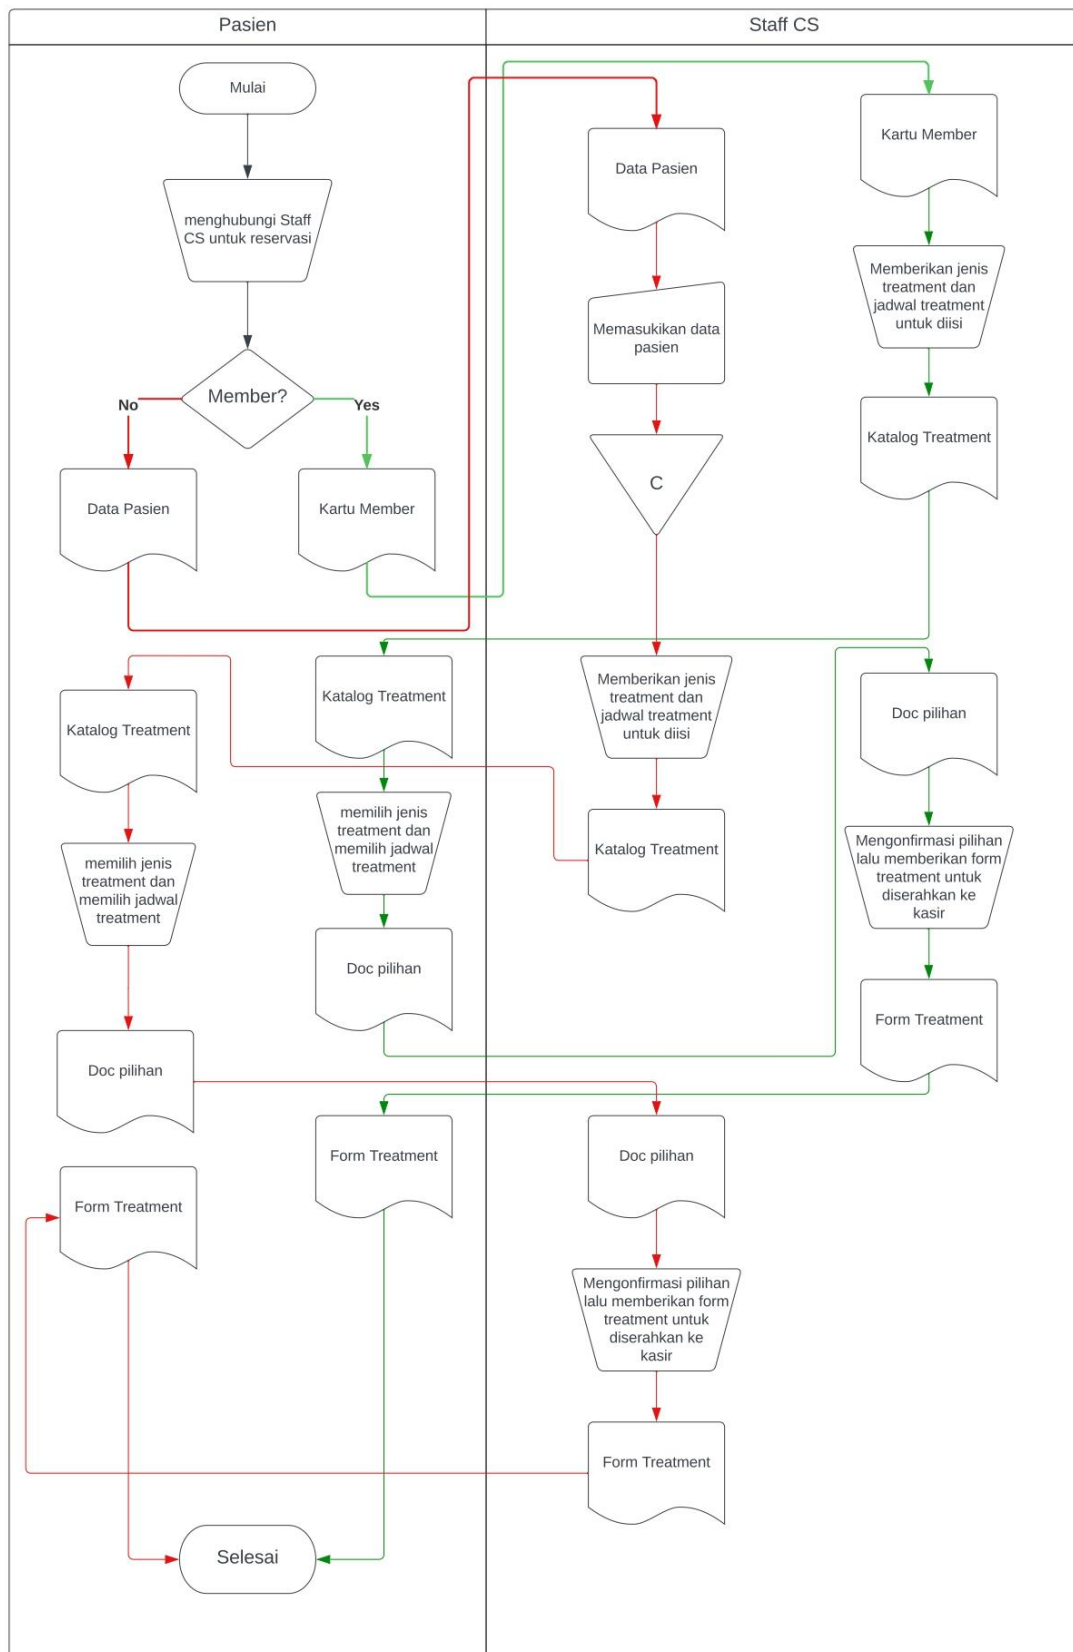 Pasien
Staff CS
Mulai
menghubungi Staff
CS untuk reservasi
Member?
No
Yes
Data Pasien
Kartu Member
Data Pasien
Kartu Member
Memasukikan data
pasien
Memberikan jenis
treatment dan
jadwal treatment
untuk diisi
C
Katalog Treatment
Katalog Treatment
Katalog Treatment
Memberikan jenis
treatment dan
jadwal treatment
untuk diisi
Doc pilihan
memilih jenis
treatment dan
memilih jadwal
treatment
memilih jenis
treatment dan
memilih jadwal
treatment
Katalog Treatment
Mengonfirmasi pilihan
lalu memberikan form
treatment untuk
diserahkan ke
kasir
Doc pilihan
Doc pilihan
Form Treatment
Form Treatment
Form Treatment
Doc pilihan
Mengonfirmasi pilihan
lalu memberikan form
treatment untuk
diserahkan ke
kasir
Form Treatment
Selesai